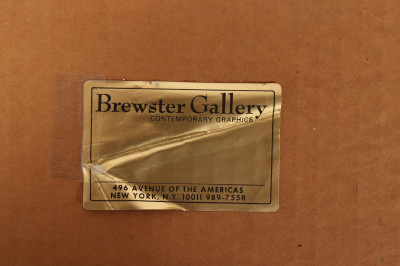 Brewster Gallery
CONTEMPORARY GRAPHICS
496 AVENUE OF THE AMERICAS
NEW YORK, N.Y. 10011 989-7558